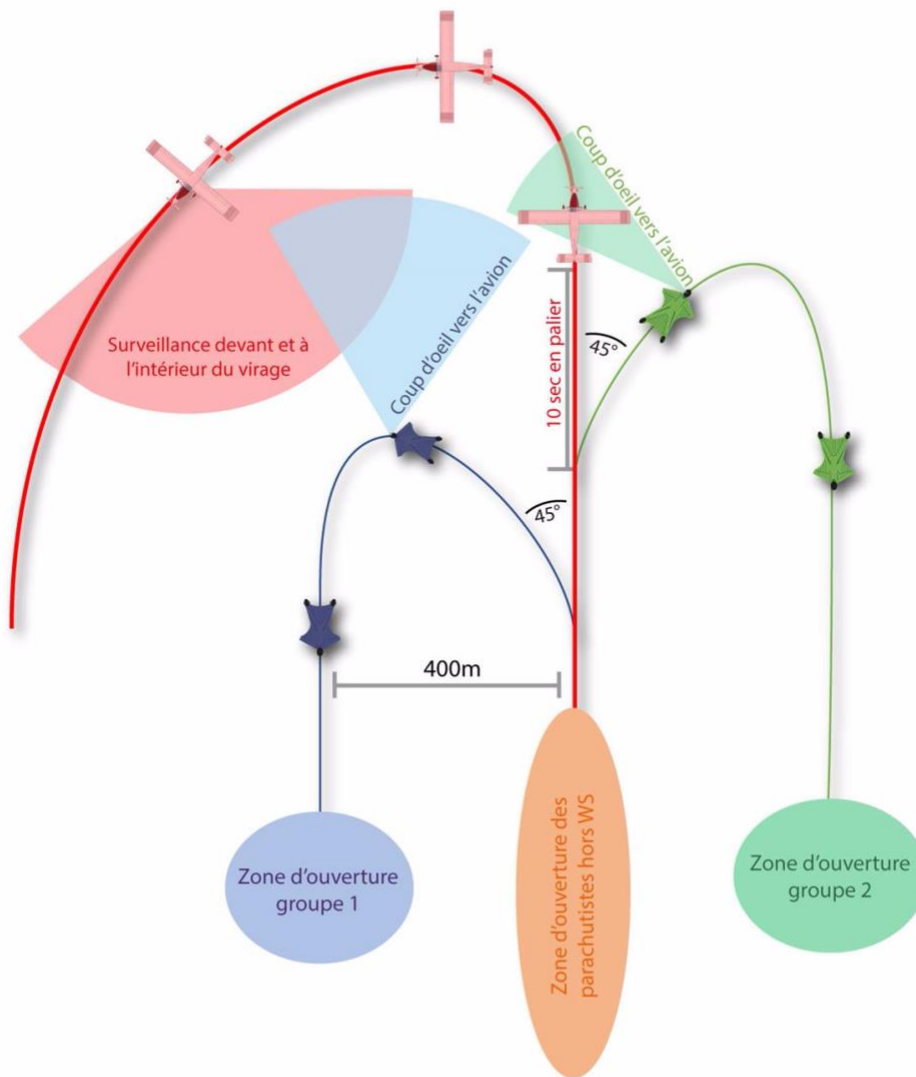 Coup d'oeil vers l'avion
Coup d'oeil vers l'avion
Surveillance devant et à
l'intérieur du virage
10 sec en palier
45°
45°
400m
Zone d'ouverture
groupe 1
Zone d'ouverture des
parachutistes hors WS
Zone d'ouverture
groupe 2